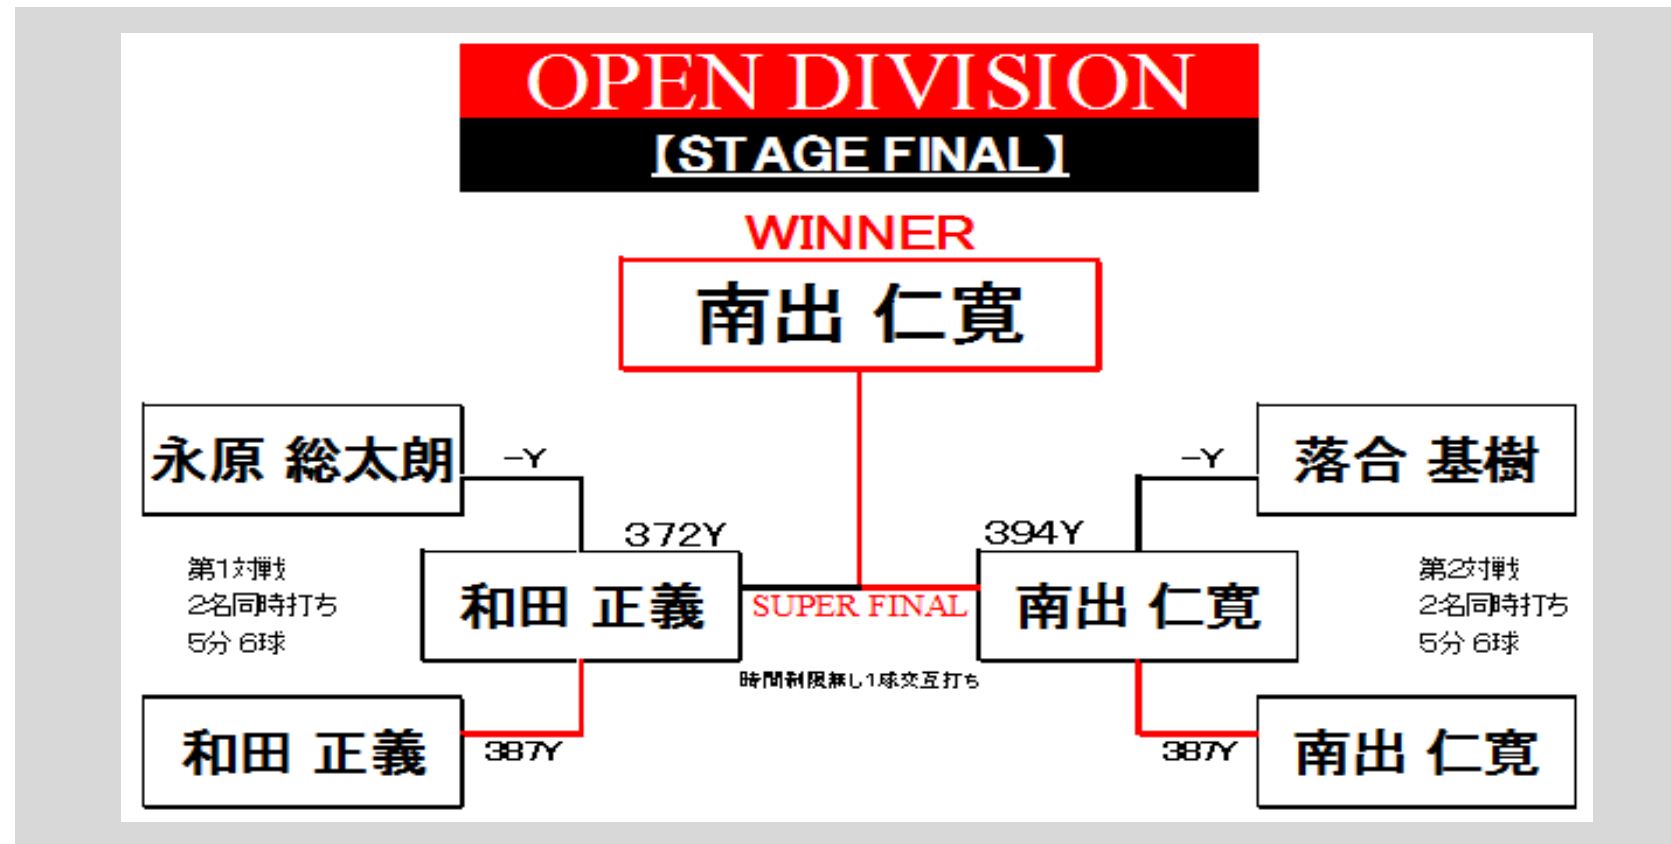 OPEN DIVISION
【STAGE FINAL】
WINNER
南出 仁寛
永原 総太朗
-Y
-Y
落合 基樹
372Y
394Y
第1対戦
2名同時打ち
5分 6球
和田 正義
SUPER FINAL
南出 仁寛
第2対戦
2名同時打ち
5分 6球
時間制限無し1球交互打ち
和田 正義
387Y
387Y
南出 仁寛